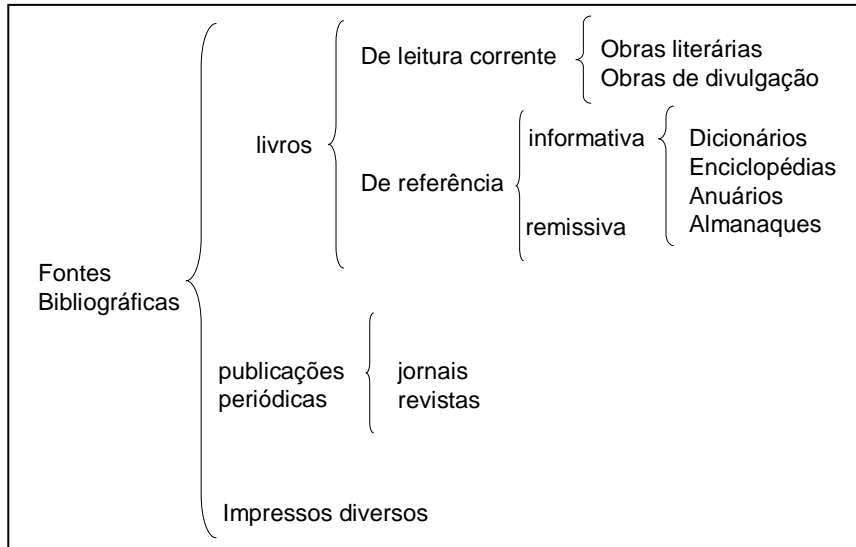 De leitura corrente
Obras literárias
Obras de divulgação
livros
informativa
Dicionários
Enciclopédias
Anuários
Almanaques
De referência
remissiva
Fontes
Bibliográficas
publicações
periódicas
jornais
revistas
Impressos diversos